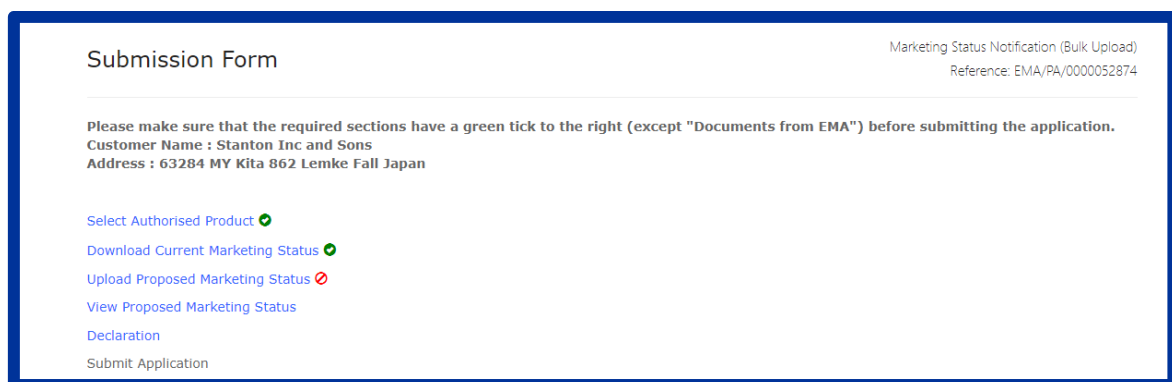 Submission Form
Marketing Status Notification (Bulk Upload)
Reference: EMA/PA/0000052874
Please make sure that the required sections have a green tick to the right (except "Documents from EMA") before submitting the application.
Customer Name : Stanton Inc and Sons
Address : 63284 MY Kita 862 Lemke Fall Japan
Select Authorised Product
Download Current Marketing Status
Upload Proposed Marketing Status
View Proposed Marketing Status
Declaration
Submit Application